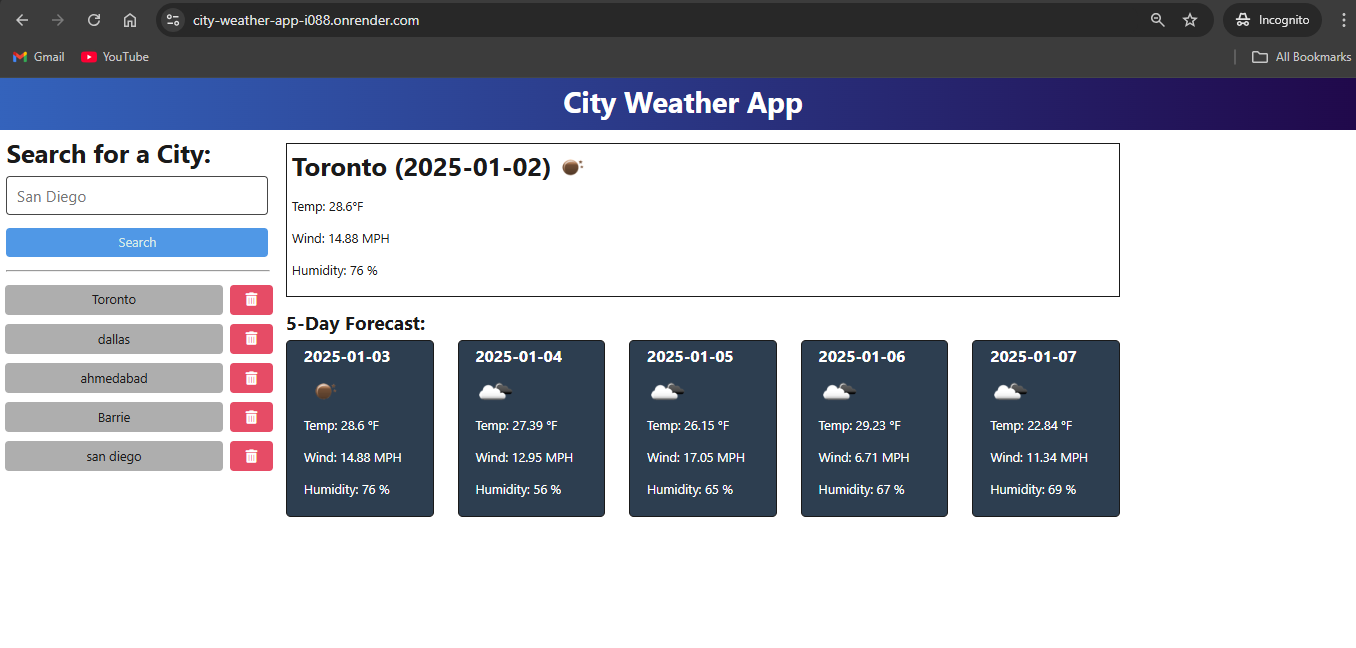 city-weather-app-i088.onrender.com
Incognito
Gmail
YouTube
All Bookmarks
City Weather App
Search for a City:
San Diego
Search
Toronto
dallas
ahmedabad
Barrie
san diego
Toronto (2025-01-02)
Temp: 28.6°F
Wind: 14.88 MPH
Humidity: 76 %
5-Day Forecast:
2025-01-03
Temp: 28.6 °F
Wind: 14.88 MPH
Humidity: 76 %
2025-01-04
Temp: 27.39 °F
Wind: 12.95 MPH
Humidity: 56 %
2025-01-05
Temp: 26.15 °F
Wind: 17.05 MPH
Humidity: 65 %
2025-01-06
Temp: 29.23 °F
Wind: 6.71 MPH
Humidity: 67 %
2025-01-07
Temp: 22.84 °F
Wind: 11.34 MPH
Humidity: 69 %